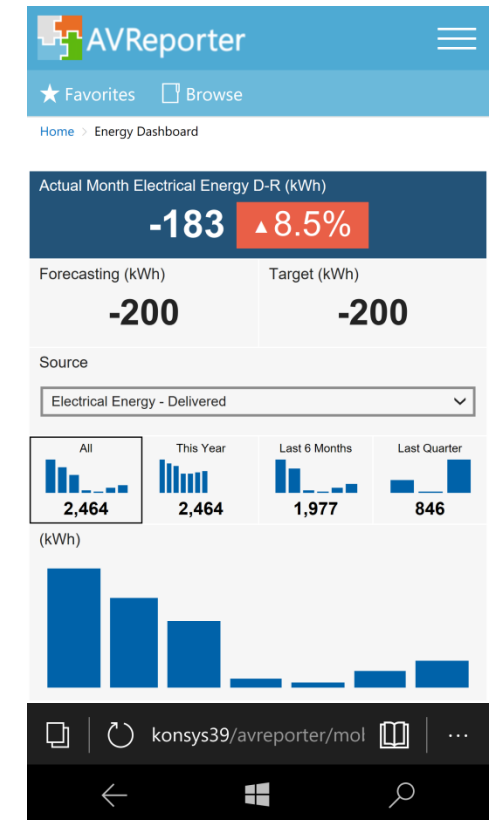 AVReporter
Favorites Browse
Home > Energy Dashboard
Actual Month Electrical Energy D-R (kWh)
-183 ▲8.5%
Forecasting (kWh) Target (kWh)
-200 -200
Source
Electrical Energy - Delivered
All This Year Last 6 Months Last Quarter
2,464 2,464 1,977 846
(kWh)
konsys39/avreporter/mol